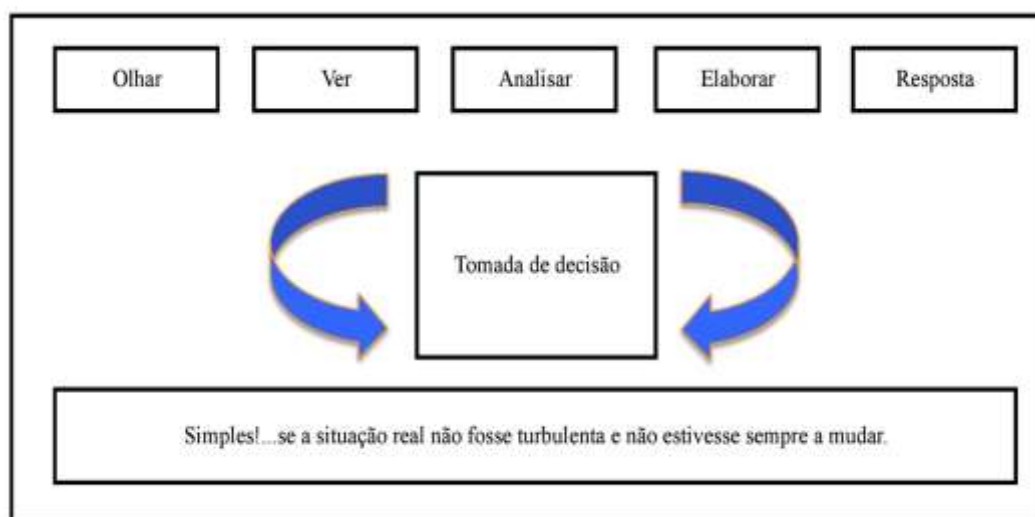 Olhar
Ver
Analisar
Elaborar
Resposta
Tomada de decisão
Simples!...se a situação real não fosse turbulenta e não estivesse sempre a mudar.